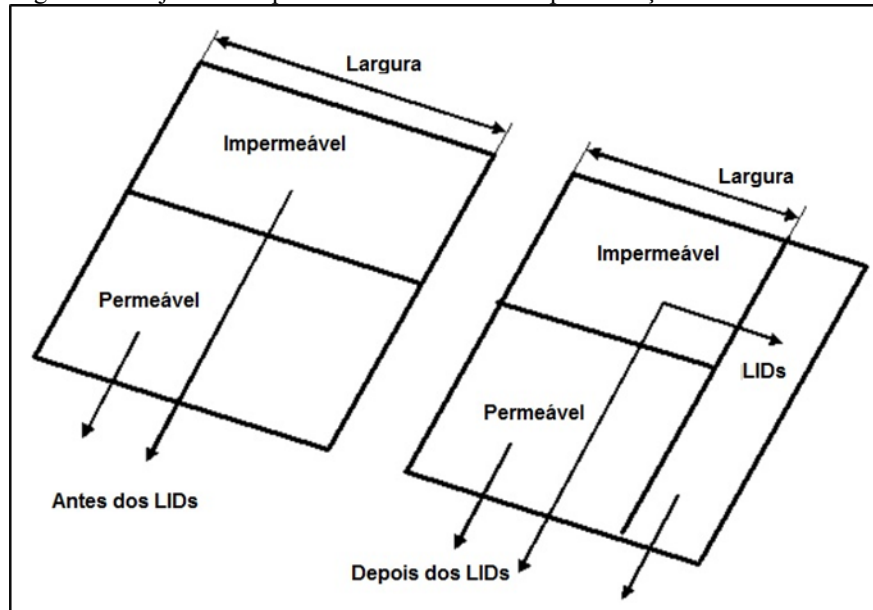 Largura
Impermeável
Permeável
Antes dos LIDs
Largura
Impermeável
LIDs
Permeável
Depois dos LIDs